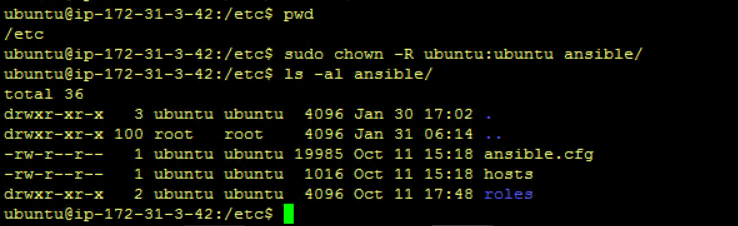 ubuntu@ip-172-31-3-42:/etc$ pwd
/etc
ubuntu@ip-172-31-3-42:/etc$ sudo chown -R ubuntu:ubuntu ansible/
ubuntu@ip-172-31-3-42:/etc$ ls -al ansible/
total 36
drwxr-xr-x   3 ubuntu ubuntu  4096 Jan 30 17:02 .
drwxr-xr-x 100 root   root    4096 Jan 31 06:14 ..
-rw-r--r--   1 ubuntu ubuntu 19985 Oct 11 15:18 ansible.cfg
-rw-r--r--   1 ubuntu ubuntu  1016 Oct 11 15:18 hosts
drwxr-xr-x   2 ubuntu ubuntu  4096 Oct 11 17:48 roles
ubuntu@ip-172-31-3-42:/etc$